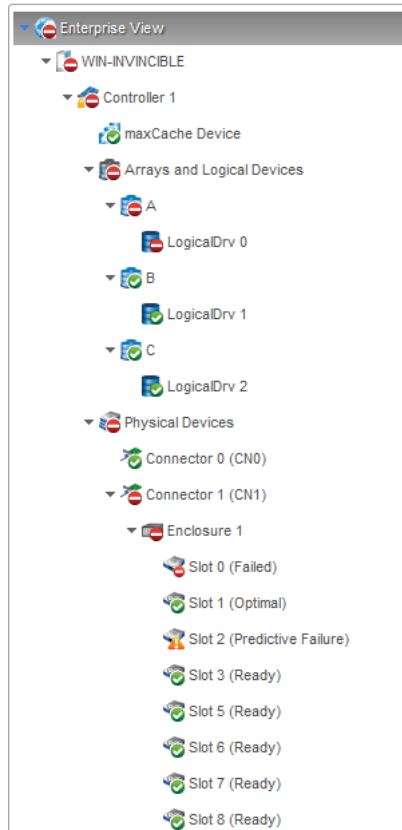 Enterprise View
WIN-INVINCIBLE
Controller 1
maxCache Device
Arrays and Logical Devices
A
LogicalDrv 0
B
LogicalDrv 1
C
LogicalDrv 2
Physical Devices
Connector 0 (CN0)
Connector 1 (CN1)
Enclosure 1
Slot 0 (Failed)
Slot 1 (Optimal)
Slot 2 (Predictive Failure)
Slot 3 (Ready)
Slot 5 (Ready)
Slot 6 (Ready)
Slot 7 (Ready)
Slot 8 (Ready)